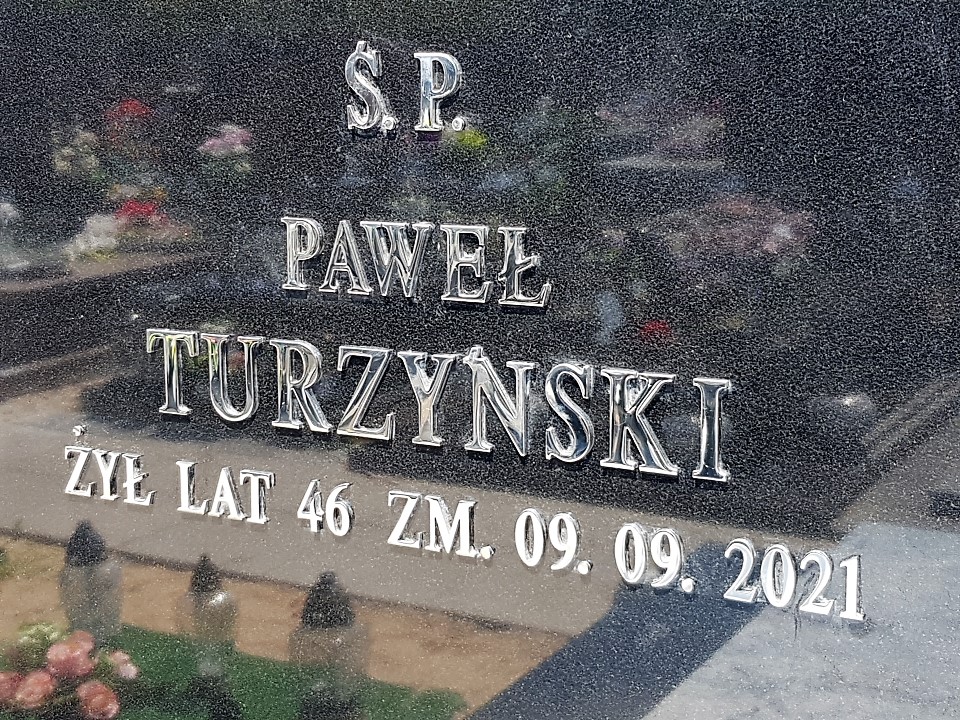 Ś. P.
PAWEŁ
TURZYŃSKI
ŻYŁ LAT 46 ZM. 09. 09. 2021